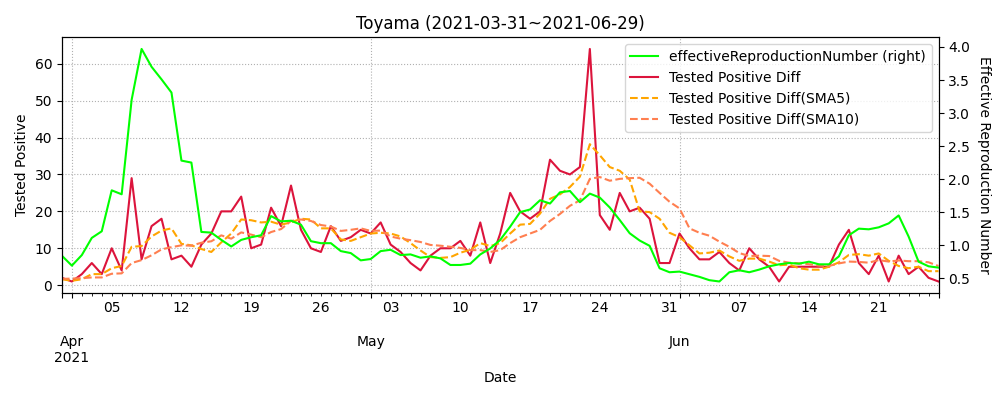 Toyama (2021-03-31~2021-06-29)
effectiveReproductionNumber (right)
Tested Positive Diff
Tested Positive Diff(SMA5)
Tested Positive Diff(SMA10)
Tested Positive
60
50
40
30
20
10
0
4.0
3.5
3.0
2.5
2.0
1.5
1.0
0.5
Effective Reproduction Number
05 12 19 26 03 10 17 24 31 07 14 21
Apr May Jun
2021
Date